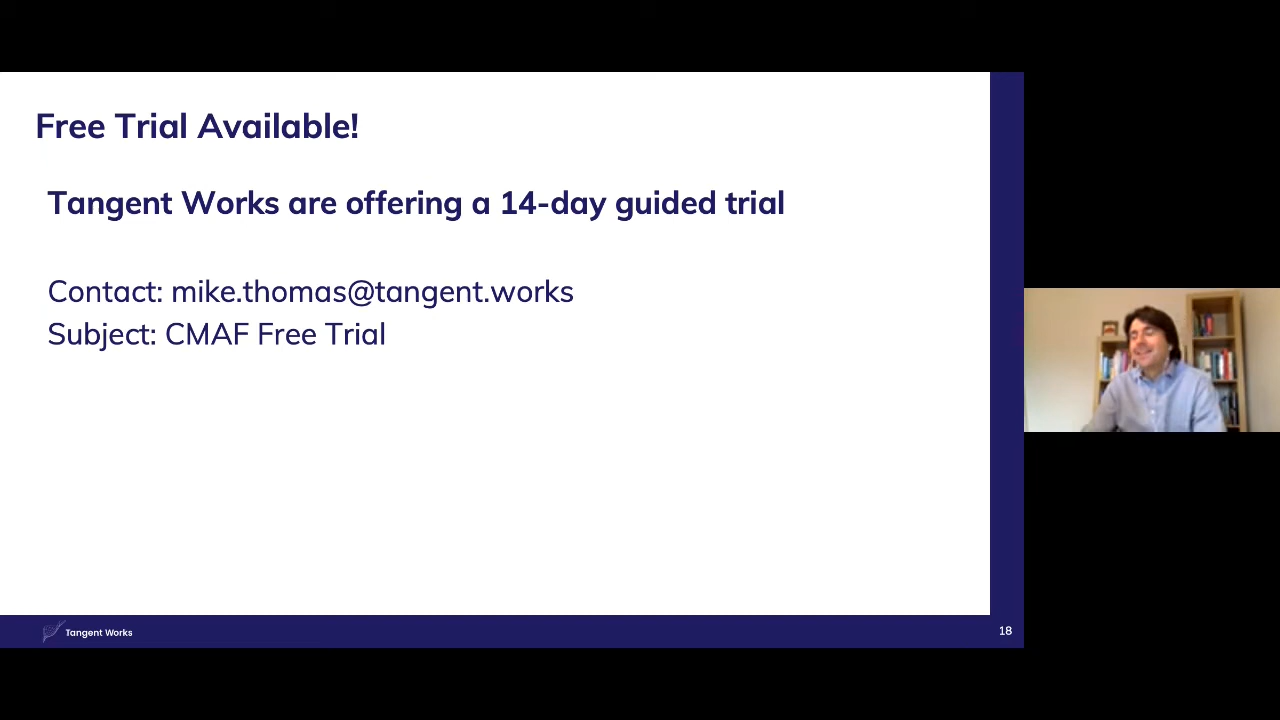 Free Trial Available!
Tangent Works are offering a 14-day guided trial
Contact: mike.thomas@tangent.works
Subject: CMAF Free Trial
Tangent Works
18